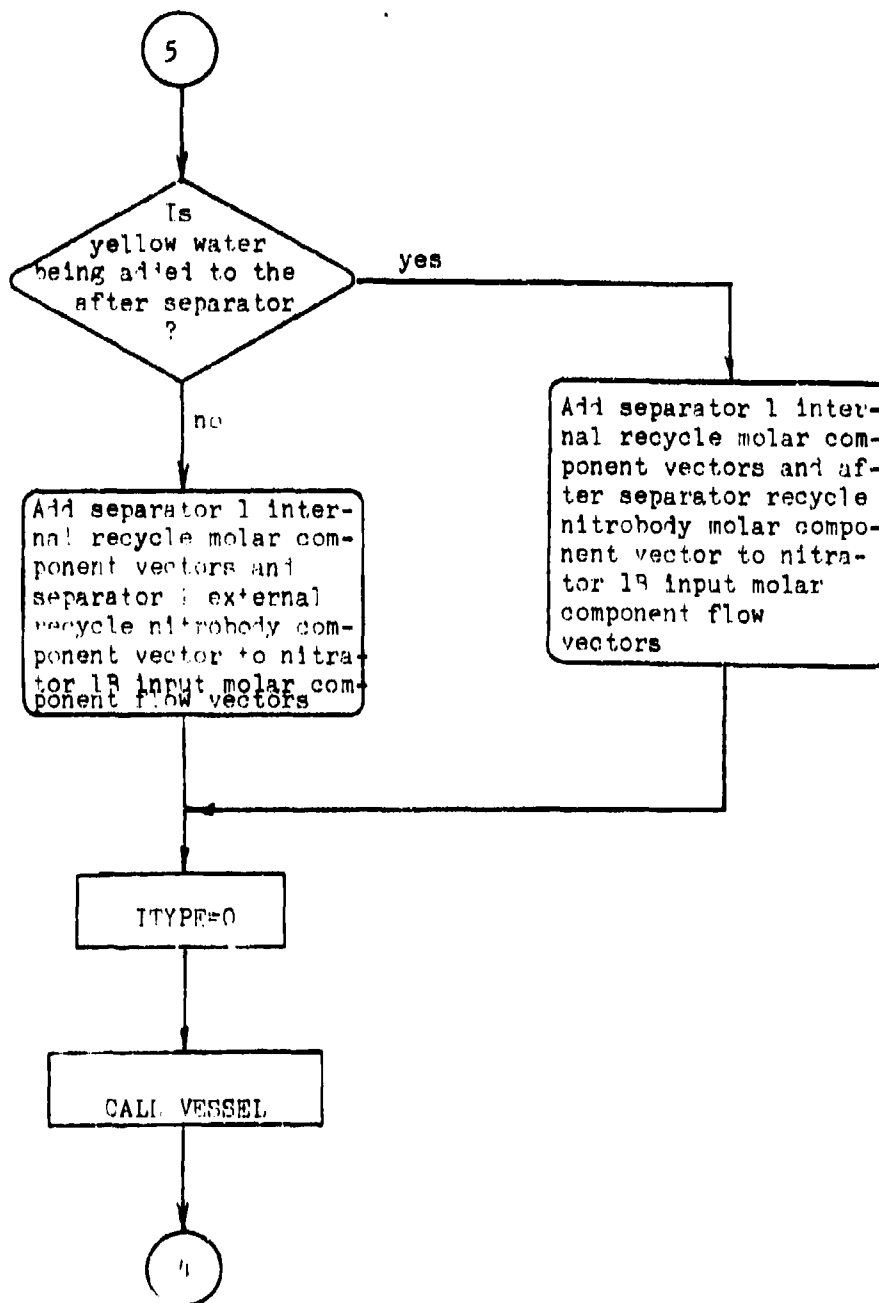 5
Is
yellow water
being added to the
after separator
?
yes
no
Add separator 1 inter-
nal recycle molar com-
ponent vectors and af-
ter separator recycle
nitrobody molar compo-
nent vector to nitra-
tor 1B input molar
component flow
vectors
Add separator 1 inter-
nal recycle molar com-
ponent vectors and
separator external
recycle nitrobody com-
ponent vector to nitra-
tor 1B input molar com-
ponent flow vectors
ITYPE=0
CALL VESSEL